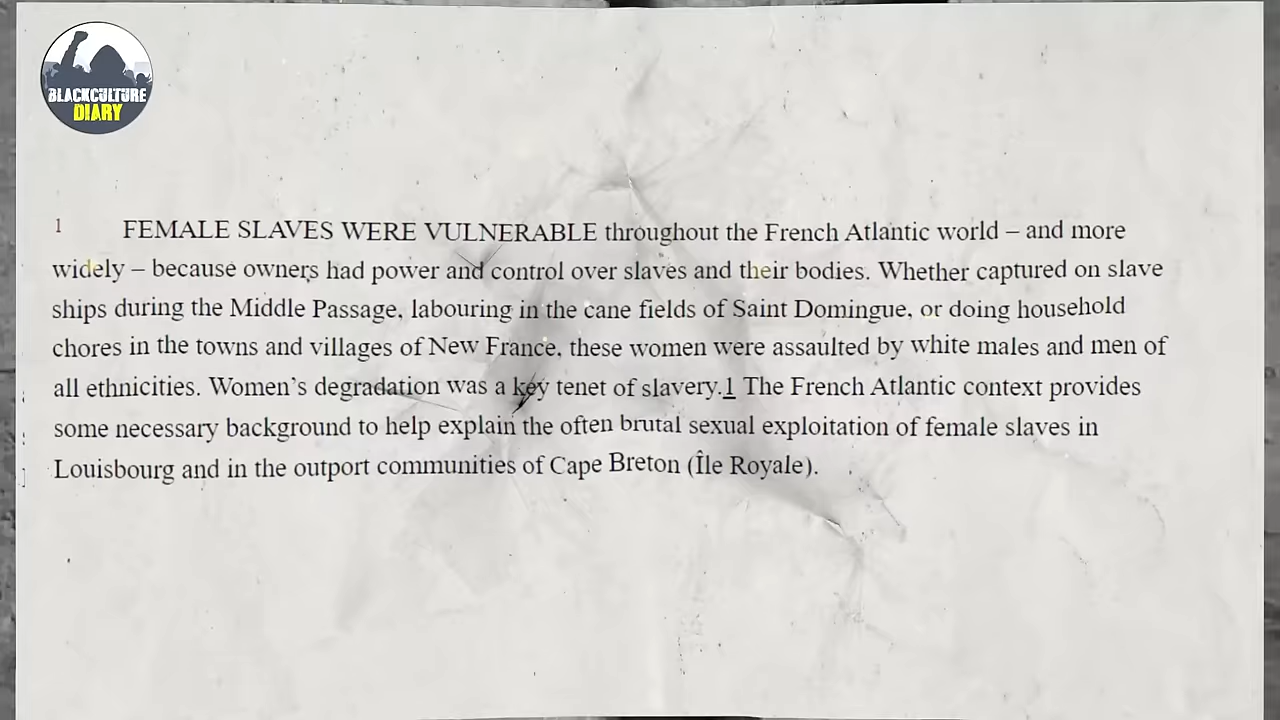 BLACKCULTURE
DIARY
1 FEMALE SLAVES WERE VULNERABLE throughout the French Atlantic world – and more
widely – because owners had power and control over slaves and their bodies. Whether captured on slave
ships during the Middle Passage, labouring in the cane fields of Saint Domingue, or doing household
chores in the towns and villages of New France, these women were assaulted by white males and men of
all ethnicities. Women’s degradation was a key tenet of slavery.1 The French Atlantic context provides
some necessary background to help explain the often brutal sexual exploitation of female slaves in
Louisbourg and in the outport communities of Cape Breton (Île Royale).